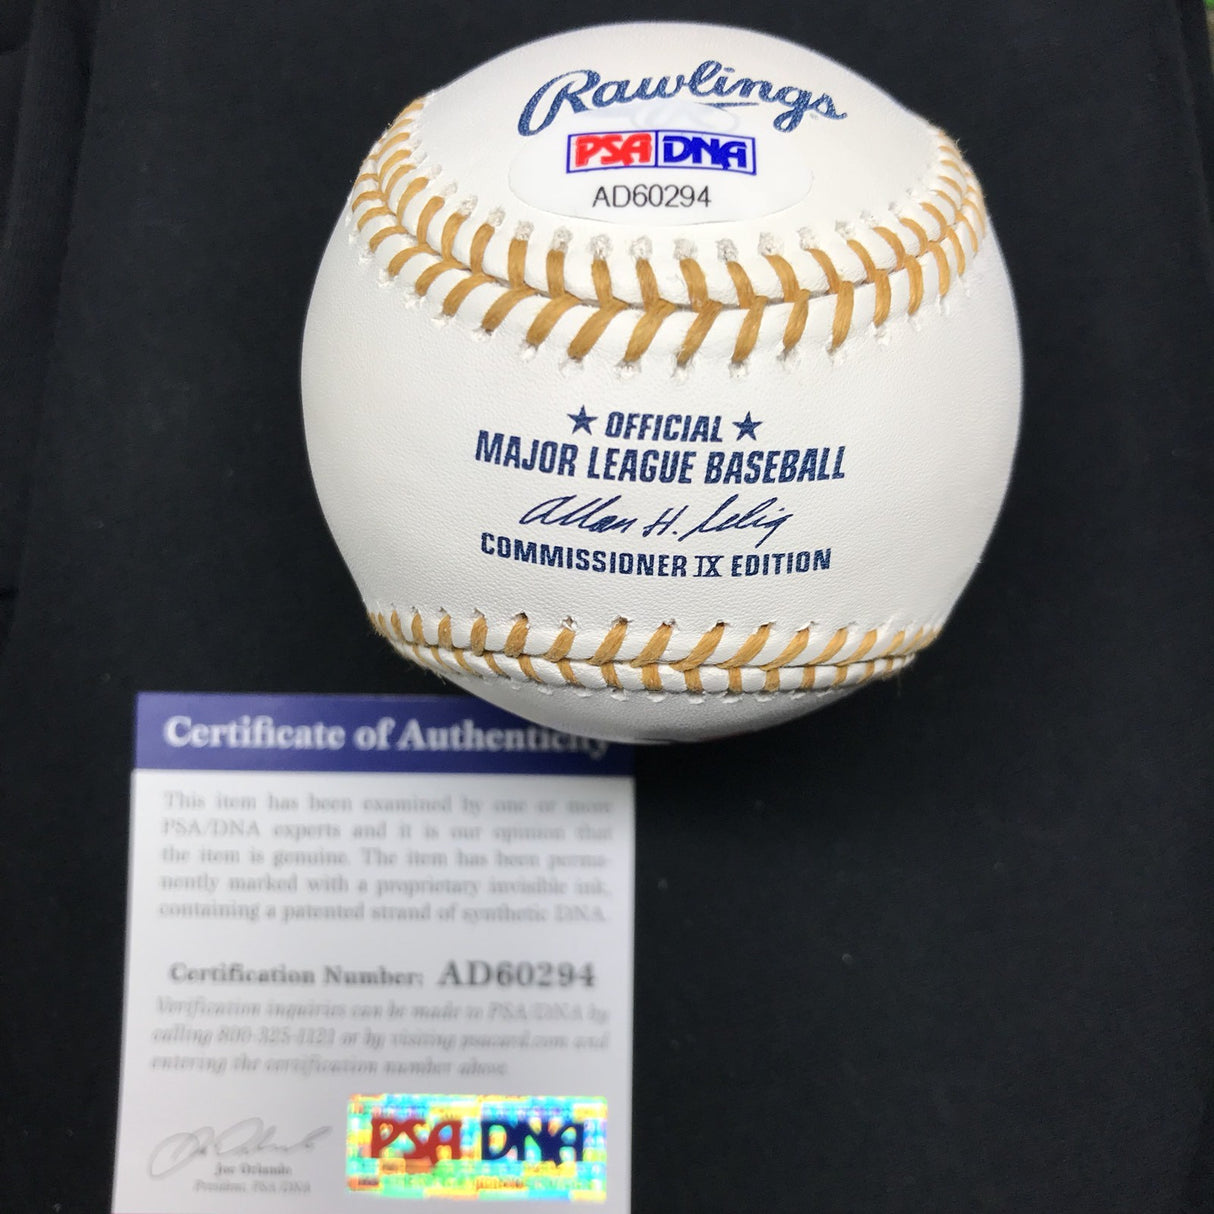 Rawlings
PSA DNA
AD60294
★ OFFICIAL ★
MAJOR LEAGUE BASEBALL
Allan H. Selig
COMMISSIONER IX EDITION
Certificate of Authenticity
This item has been examined by one or more
PSA/DNA experts and it is our opinion that
the item is genuine. The item has been perma-
nently marked with a proprietary invisible ink,
containing a patented strand of synthetic DNA.
Certification Number: AD60294
Verification inquiries can be made to PSA/DNA by
calling 800-325-1121 or by visiting psacard.com and
entering the certification number above.
Joe Orlando
President, PSA/DNA
PSA DNA